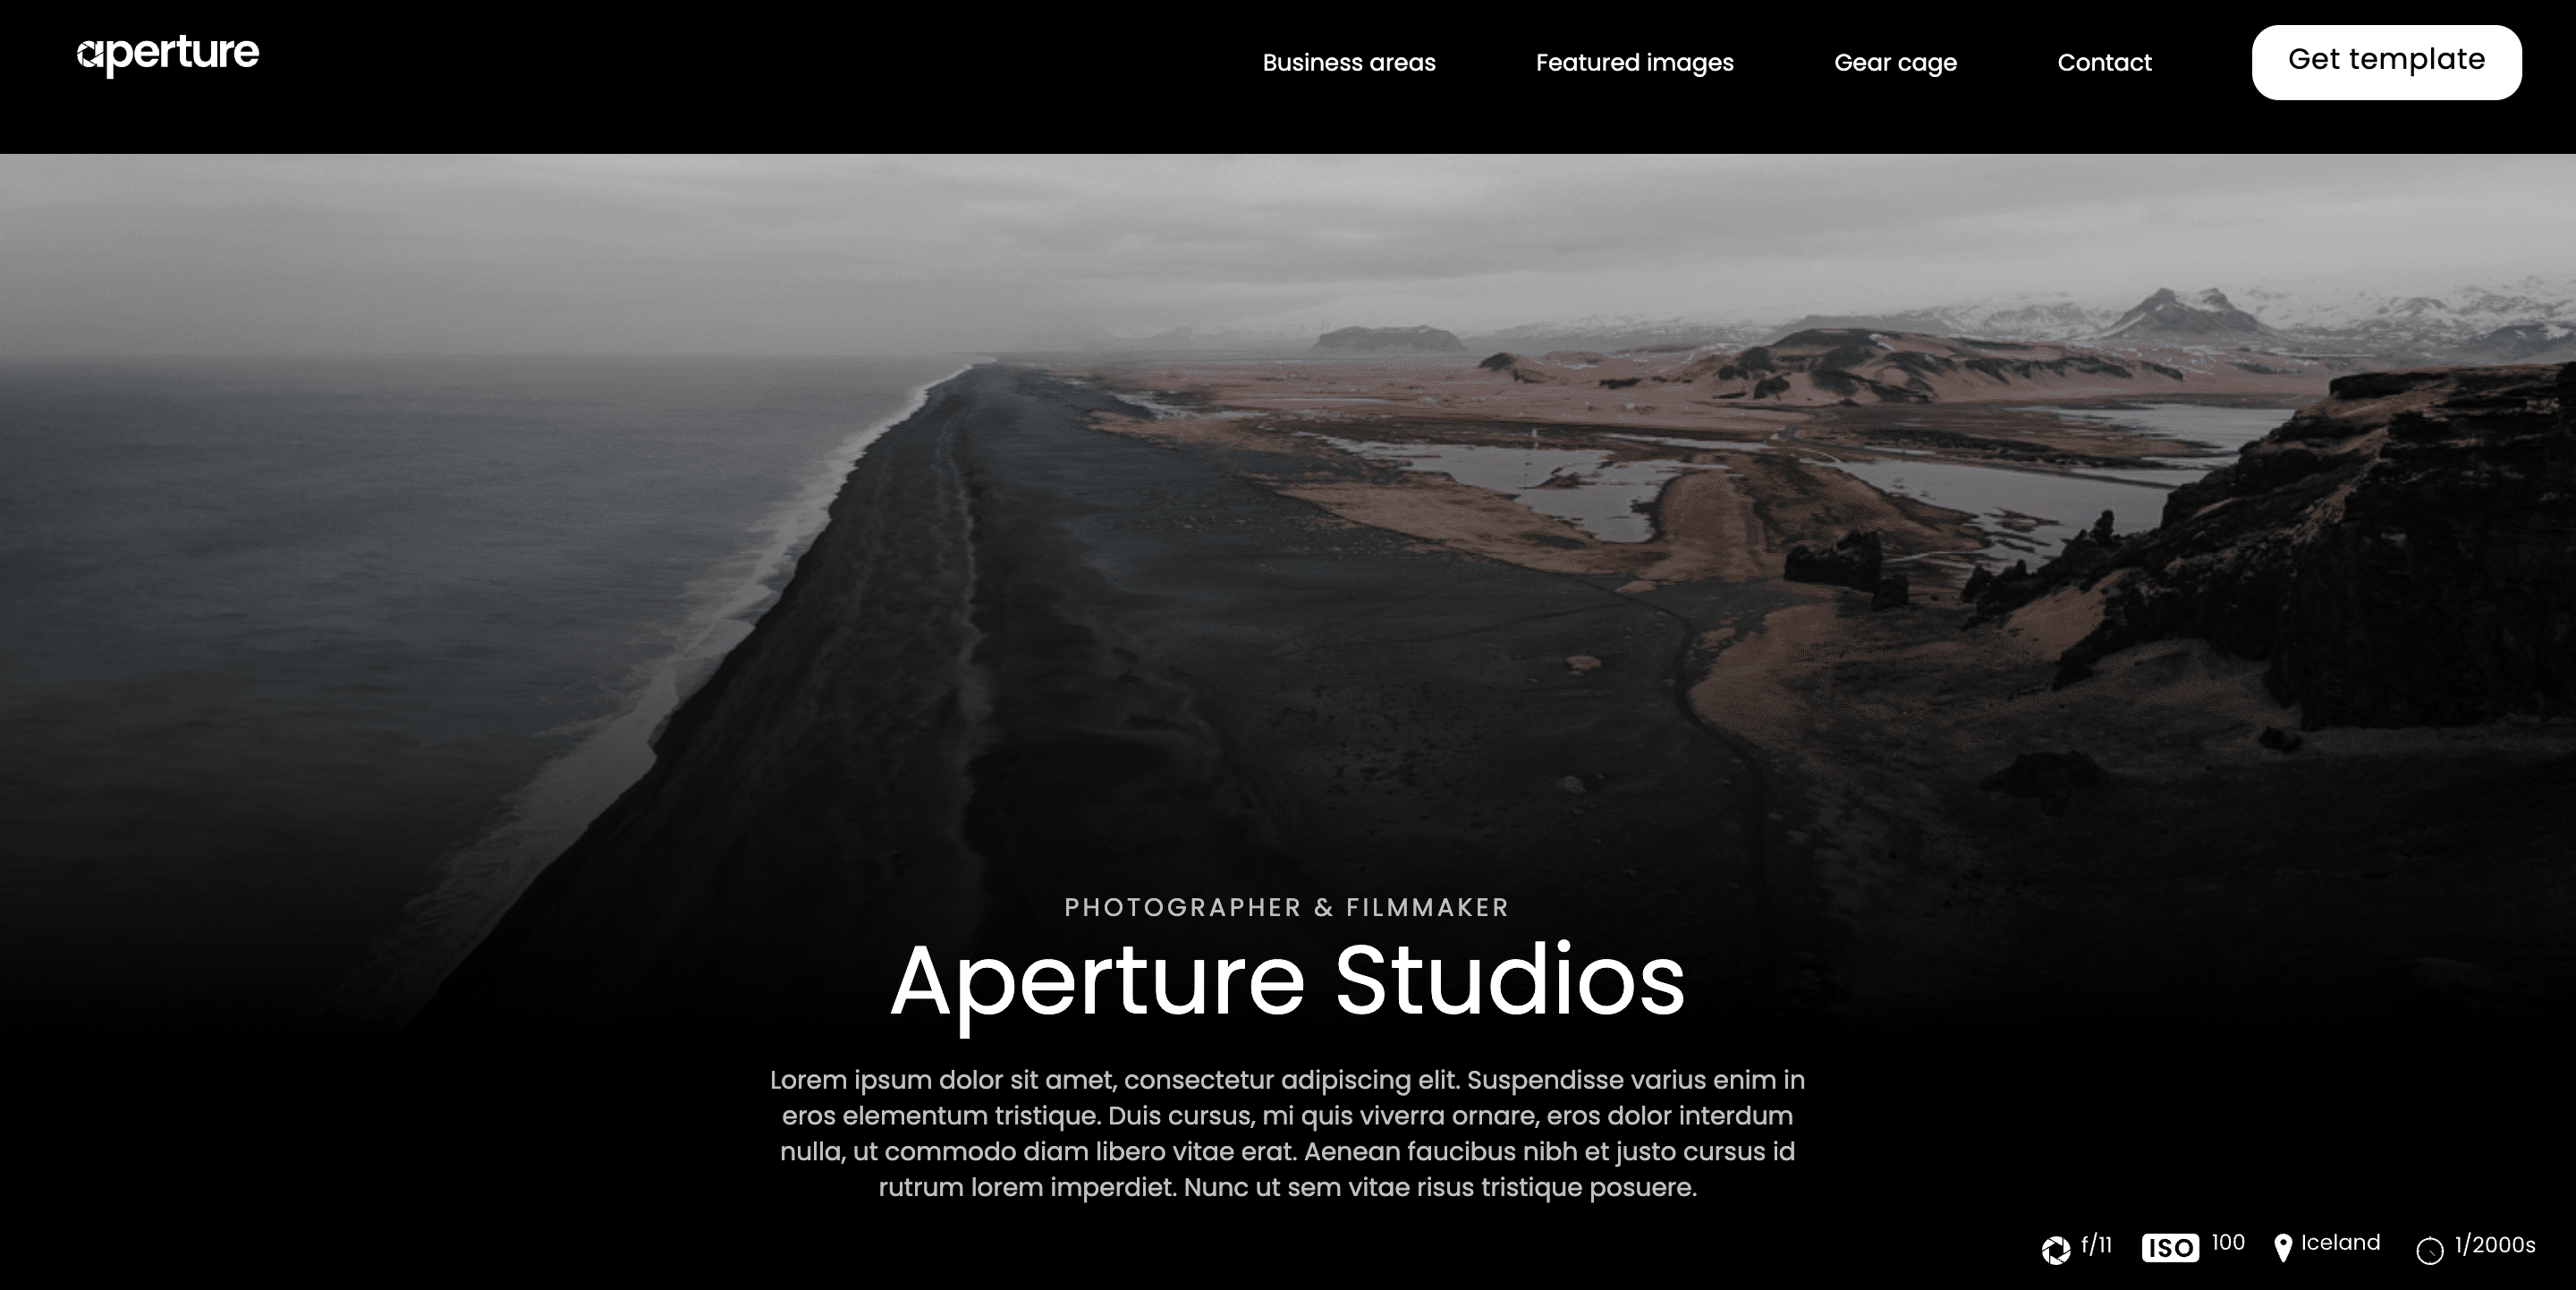 aperture
Business areas
Featured images
Gear cage
Contact
Get template
PHOTOGRAPHER & FILMMAKER
Aperture Studios
Lorem ipsum dolor sit amet, consectetur adipiscing elit. Suspendisse varius enim in
eros elementum tristique. Duis cursus, mi quis viverra ornare, eros dolor interdum
nulla, ut commodo diam libero vitae erat. Aenean faucibus nibh et justo cursus id
rutrum lorem imperdiet. Nunc ut sem vitae risus tristique posuere.
f/11
ISO 100
Iceland
1/2000s